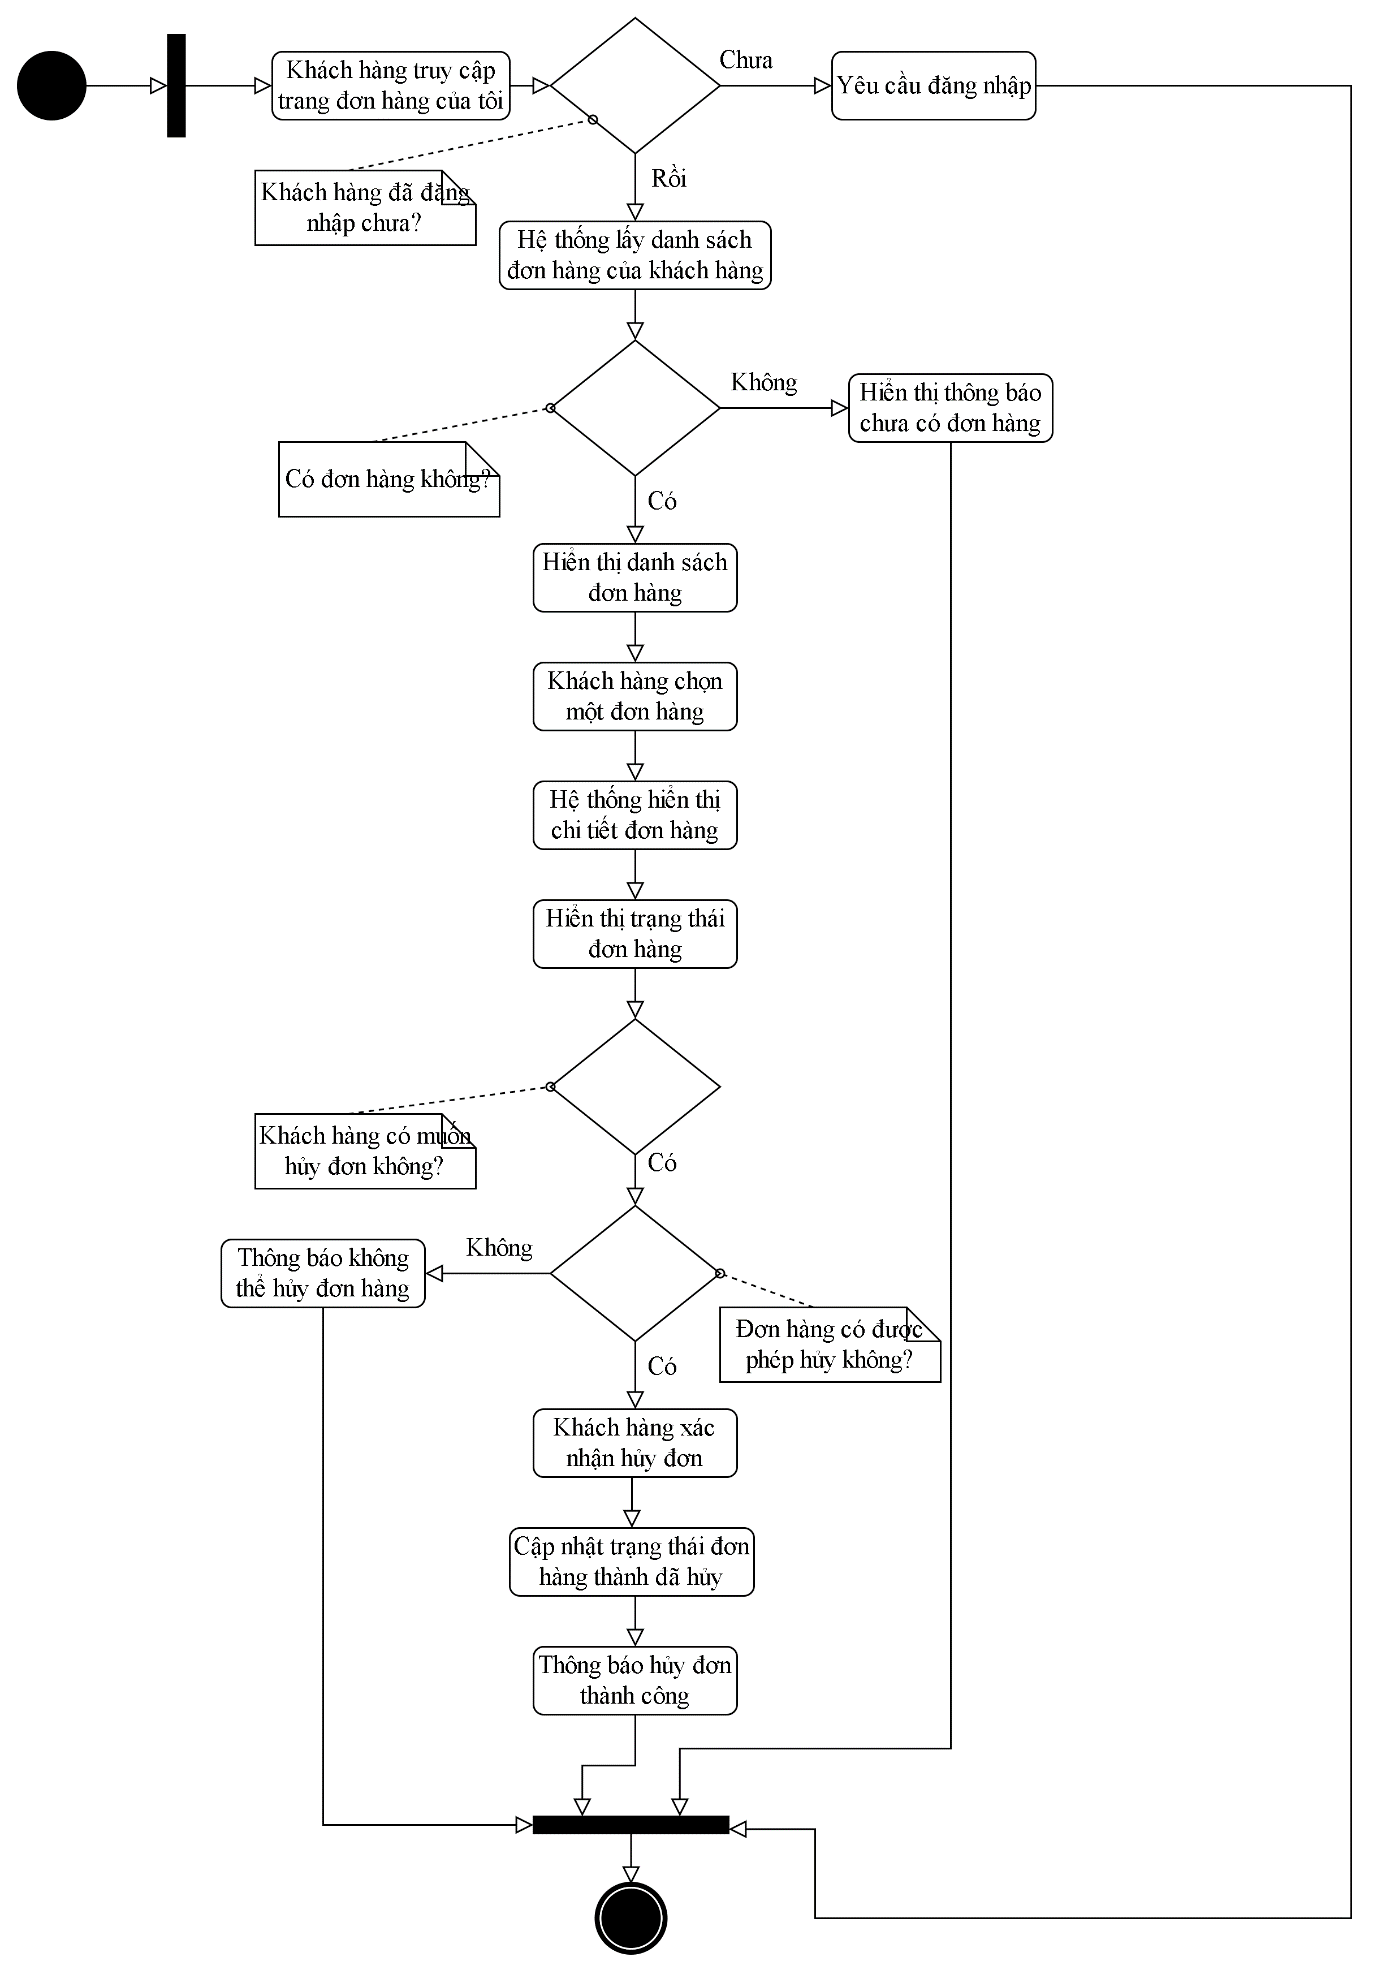 Khách hàng truy cập
trang đơn hàng của tôi
Chưa
Yêu cầu đăng nhập
Khách hàng đã đăng
nhập chưa?
Rồi
Hệ thống lấy danh sách
đơn hàng của khách hàng
Không
Hiển thị thông báo
chưa có đơn hàng
Có đơn hàng không?
Có
Hiển thị danh sách
đơn hàng
Khách hàng chọn
một đơn hàng
Hệ thống hiển thị
chi tiết đơn hàng
Hiển thị trạng thái
đơn hàng
Khách hàng có muốn
hủy đơn không?
Có
Thông báo không
thể hủy đơn hàng
Không
Đơn hàng có được
phép hủy không?
Có
Khách hàng xác
nhận hủy đơn
Cập nhật trạng thái đơn
hàng thành đã hủy
Thông báo hủy đơn
thành công